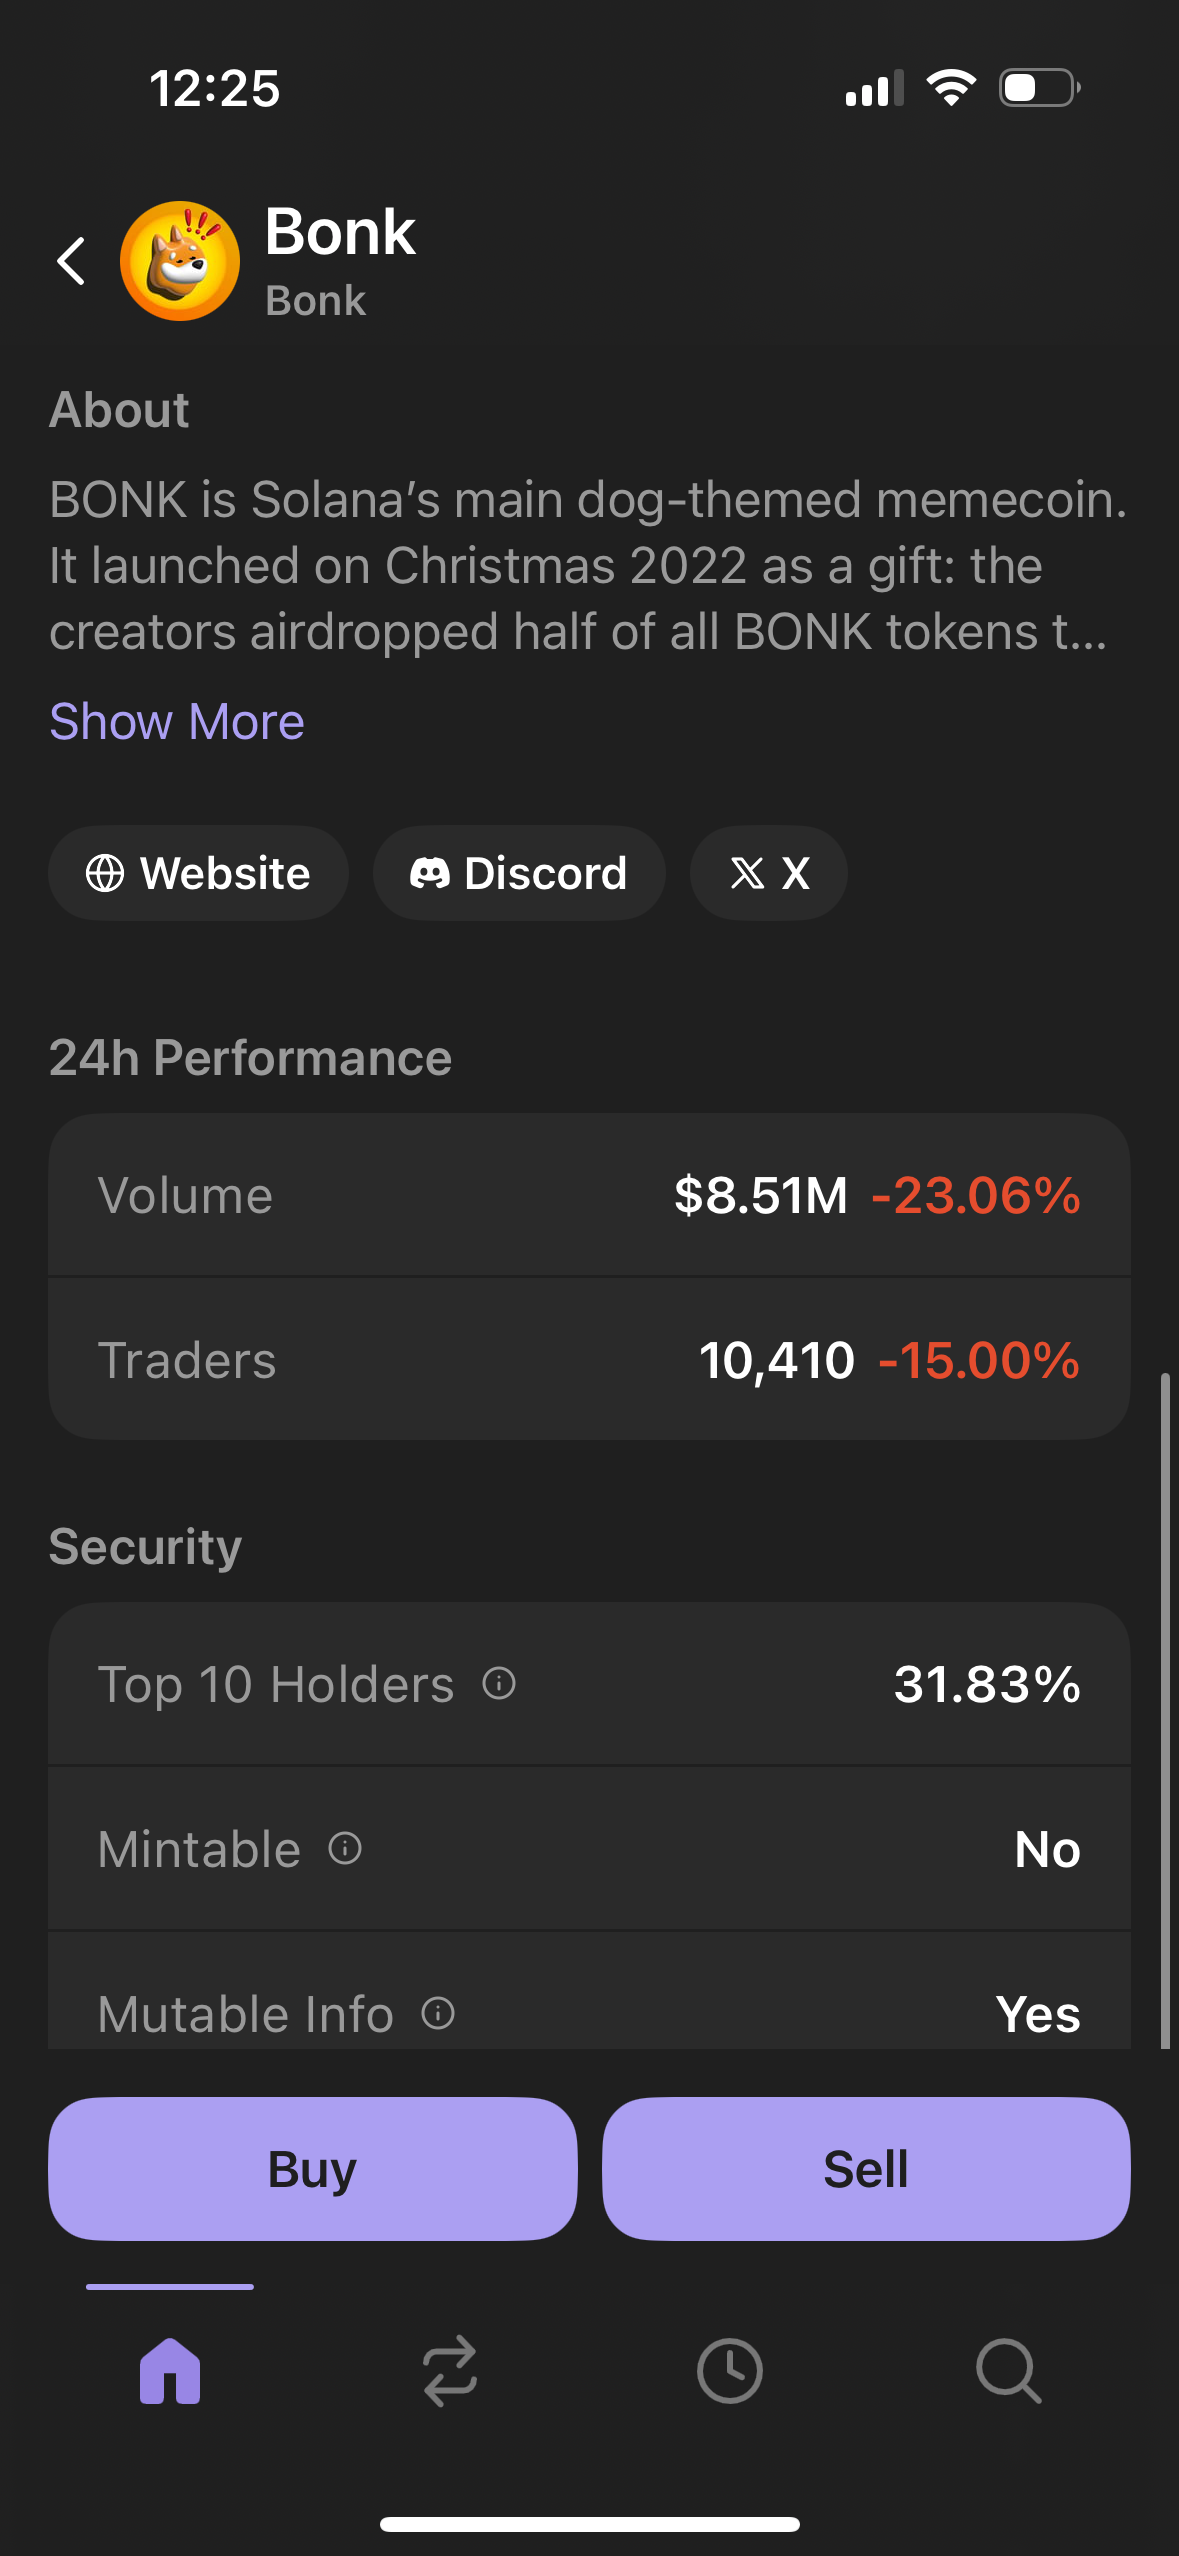 12:25
Bonk
Bonk
About
BONK is Solana’s main dog-themed memecoin.
It launched on Christmas 2022 as a gift: the
creators airdropped half of all BONK tokens t...
Show More
Website
Discord
X
24h Performance
Volume $8.51M -23.06%
Traders 10,410 -15.00%
Security
Top 10 Holders 31.83%
Mintable No
Mutable Info Yes
Buy
Sell